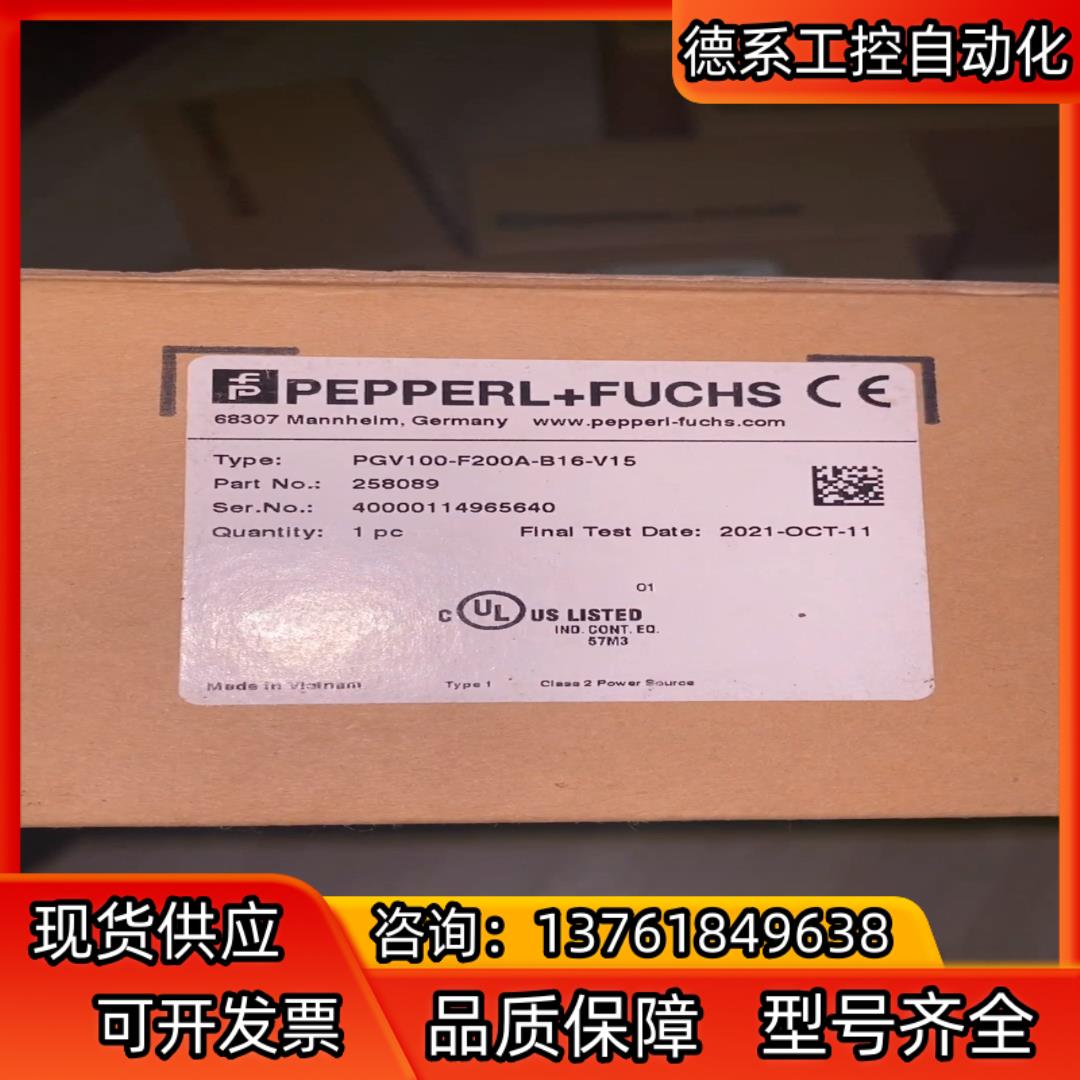 德系工控自动化
PEPPERL+FUCHS CE
68307 Mannheim, Germany www.pepperl-fuchs.com
Type: PGV100-F200A-B16-V15
Part No.: 258089
Ser.No.: 40000114965640
Quantity: 1 pc Final Test Date: 2021-OCT-11
01
C UL US LISTED
IND. CONT. EQ.
57M3
Made in Vietnam Type 1 Class 2 Power Source
现货供应 咨询：13761849638
可开发票 品质保障 型号齐全